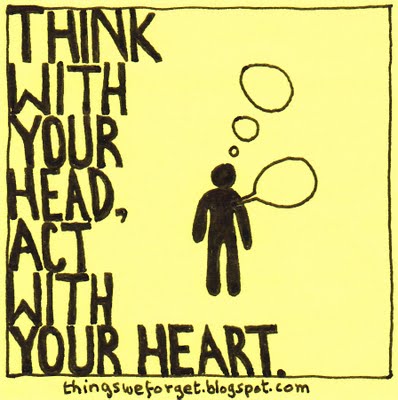 THINK
WITH
YOUR
HEAD,
ACT
WITH
YOUR HEART.
thingsweforget.blogspot.com